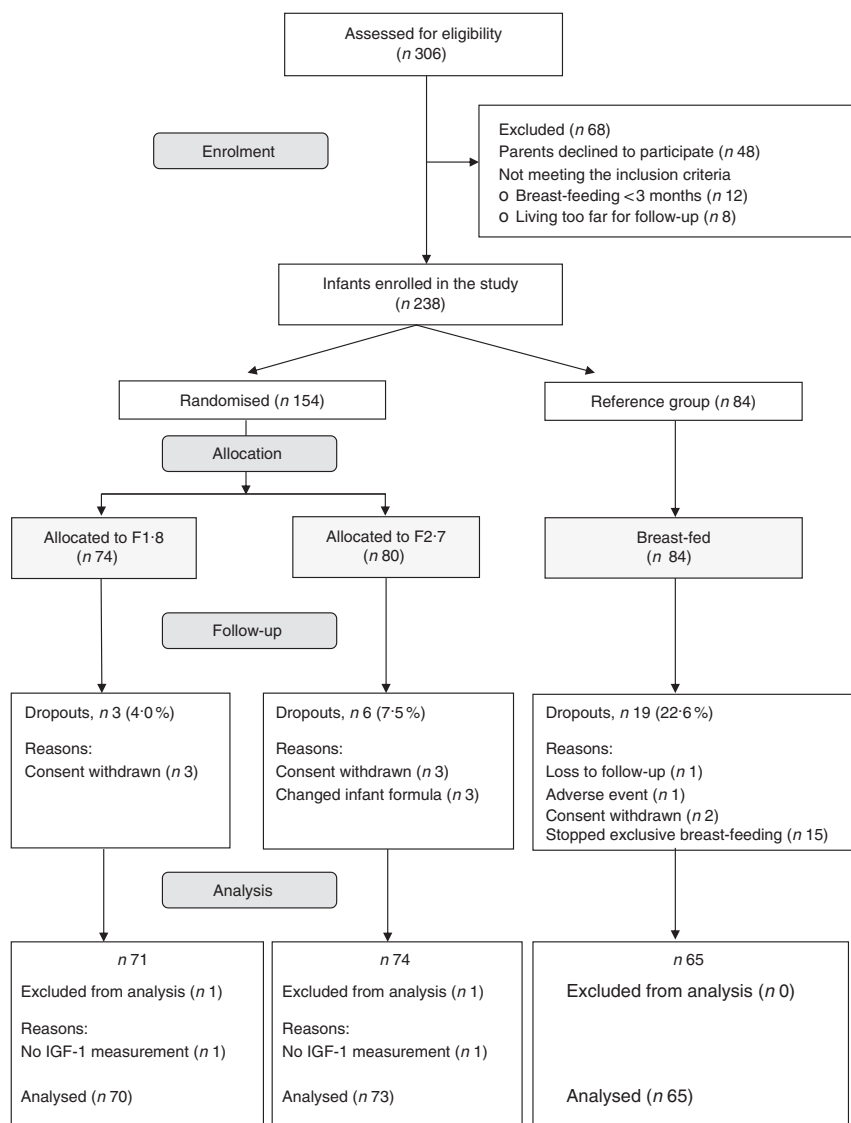 Assessed for eligibility
(n 306)
Enrolment
Excluded (n 68)
Parents declined to participate (n 48)
Not meeting the inclusion criteria
o Breast-feeding <3 months (n 12)
o Living too far for follow-up (n 8)
Infants enrolled in the study
(n 238)
Randomised (n 154)
Reference group (n 84)
Allocation
Allocated to F1·8
(n 74)
Allocated to F2·7
(n 80)
Breast-fed
(n 84)
Follow-up
Dropouts, n 3 (4·0 %)
Reasons:
Consent withdrawn (n 3)
Dropouts, n 6 (7·5 %)
Reasons:
Consent withdrawn (n 3)
Changed infant formula (n 3)
Dropouts, n 19 (22·6 %)
Reasons:
Loss to follow-up (n 1)
Adverse event (n 1)
Consent withdrawn (n 2)
Stopped exclusive breast-feeding (n 15)
Analysis
n 71
Excluded from analysis (n 1)
Reasons:
No IGF-1 measurement (n 1)
Analysed (n 70)
n 74
Excluded from analysis (n 1)
Reasons:
No IGF-1 measurement (n 1)
Analysed (n 73)
n 65
Excluded from analysis (n 0)
Analysed (n 65)